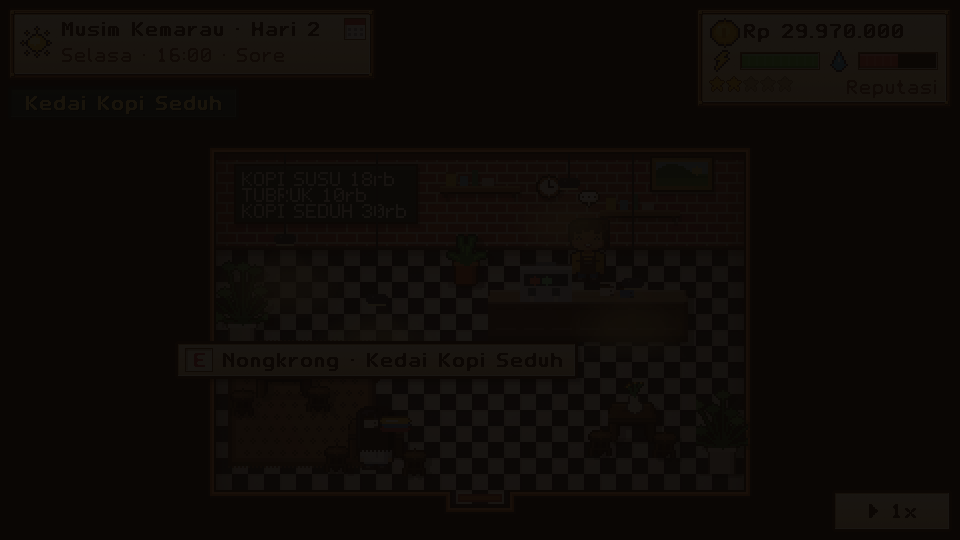 Musim Kemarau · Hari 2
Selasa · 16:00 · Sore
Rp 29.970.000
Reputasi
Kedai Kopi Seduh
KOPI SUSU 18rb
TUBRUK 10rb
KOPI SEDUH 30rb
E Nongkrong · Kedai Kopi Seduh
1x